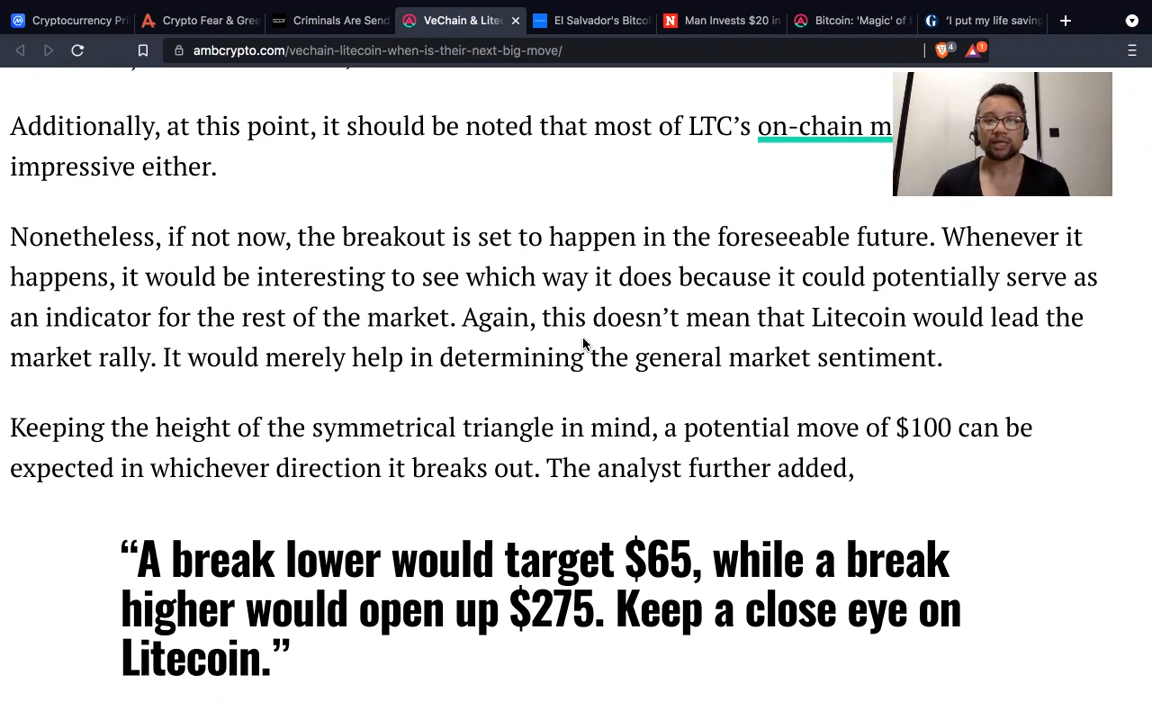 Cryptocurrency Pri
Crypto Fear & Gre
Criminals Are Send
VeChain & Lite
El Salvador's Bitco
Man Invests $20 in
Bitcoin: 'Magic' of
'I put my life saving
ambcrypto.com/vechain-litecoin-when-is-their-next-big-move/
4
1
Additionally, at this point, it should be noted that most of LTC's on-chain m
impressive either.
Nonetheless, if not now, the breakout is set to happen in the foreseeable future. Whenever it
happens, it would be interesting to see which way it does because it could potentially serve as
an indicator for the rest of the market. Again, this doesn't mean that Litecoin would lead the
market rally. It would merely help in determining the general market sentiment.
Keeping the height of the symmetrical triangle in mind, a potential move of $100 can be
expected in whichever direction it breaks out. The analyst further added,
“A break lower would target $65, while a break
higher would open up $275. Keep a close eye on
Litecoin.”